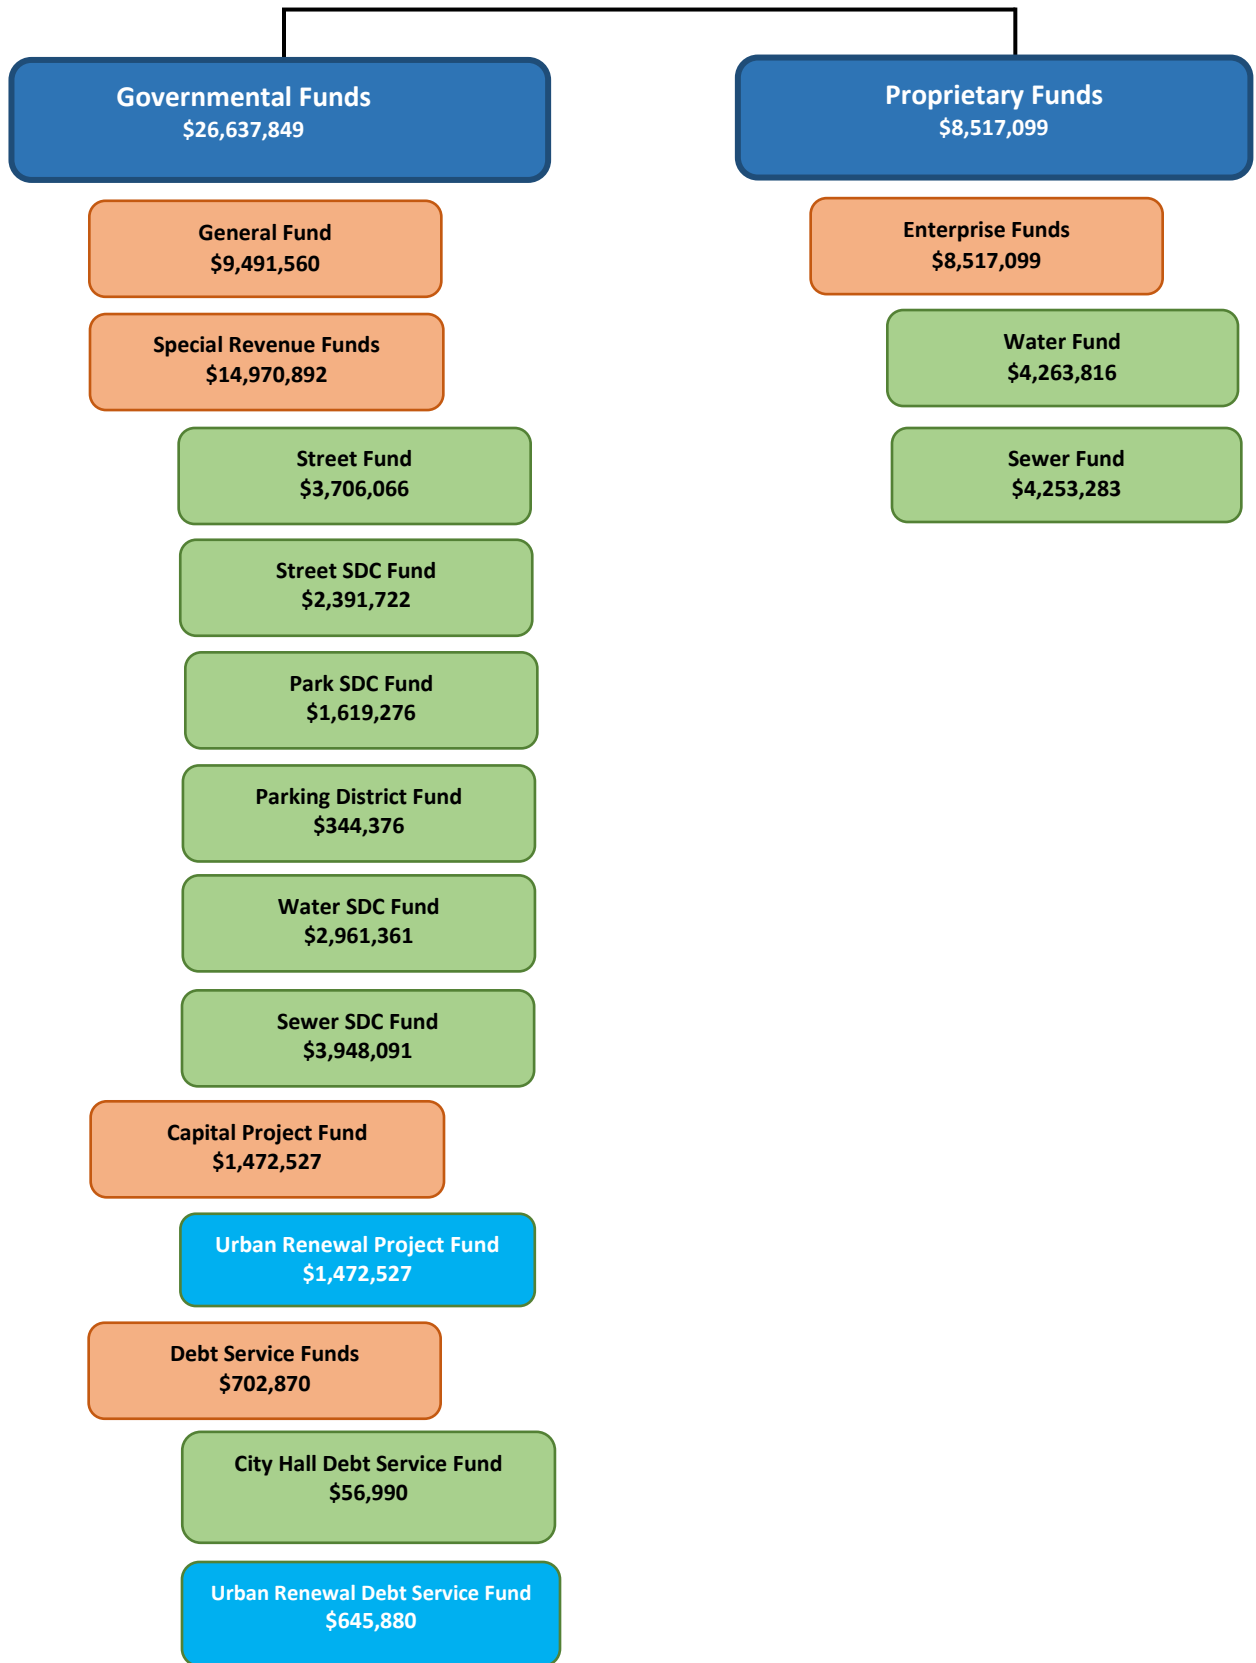 Governmental Funds
$26,637,849
General Fund
$9,491,560
Special Revenue Funds
$14,970,892
Street Fund
$3,706,066
Street SDC Fund
$2,391,722
Park SDC Fund
$1,619,276
Parking District Fund
$344,376
Water SDC Fund
$2,961,361
Sewer SDC Fund
$3,948,091
Capital Project Fund
$1,472,527
Urban Renewal Project Fund
$1,472,527
Debt Service Funds
$702,870
City Hall Debt Service Fund
$56,990
Urban Renewal Debt Service Fund
$645,880
Proprietary Funds
$8,517,099
Enterprise Funds
$8,517,099
Water Fund
$4,263,816
Sewer Fund
$4,253,283